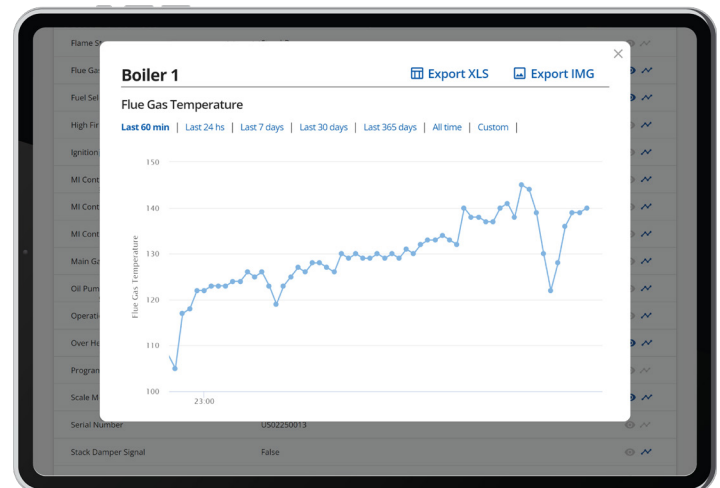 Flame S
Flue Ga
Fuel Sel
High Fir
Ignition
MI Cont
MI Cont
MI Cont
Main Ga
Oil Pum
Operati
Over He
Program
Scale M
Serial Number US02250013
Stack Damper Signal False
Boiler 1
Export XLS
Export IMG
Flue Gas Temperature
Last 60 min | Last 24 hs | Last 7 days | Last 30 days | Last 365 days | All time | Custom |
150
140
130
120
110
100
Flue Gas Temperature
23:00